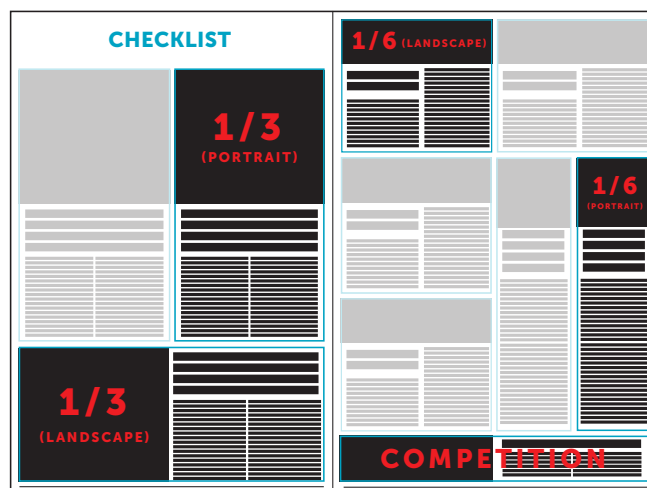 CHECKLIST
1/3
(PORTRAIT)
1/3
(LANDSCAPE)
1/6 (LANDSCAPE)
1/6
(PORTRAIT)
COMPETITION